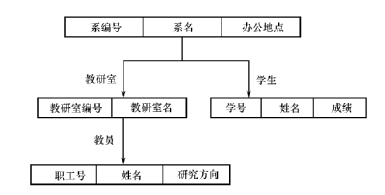 系编号 系名 办公地点
教研室 学生
教研室编号 教研室名 学号 姓名 成绩
教员
职工号 姓名 研究方向